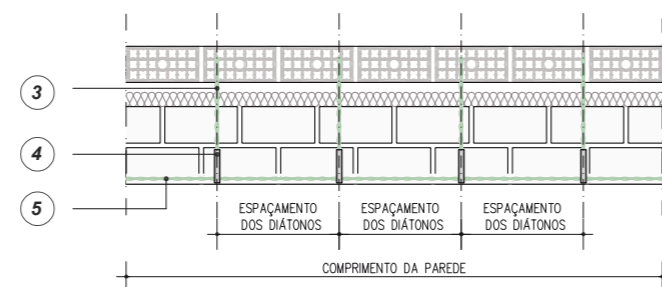 3
4
5
ESPAÇAMENTO ESPAÇAMENTO ESPAÇAMENTO
DOS DIÁTONOS DOS DIÁTONOS DOS DIÁTONOS
COMPRIMENTO DA PAREDE